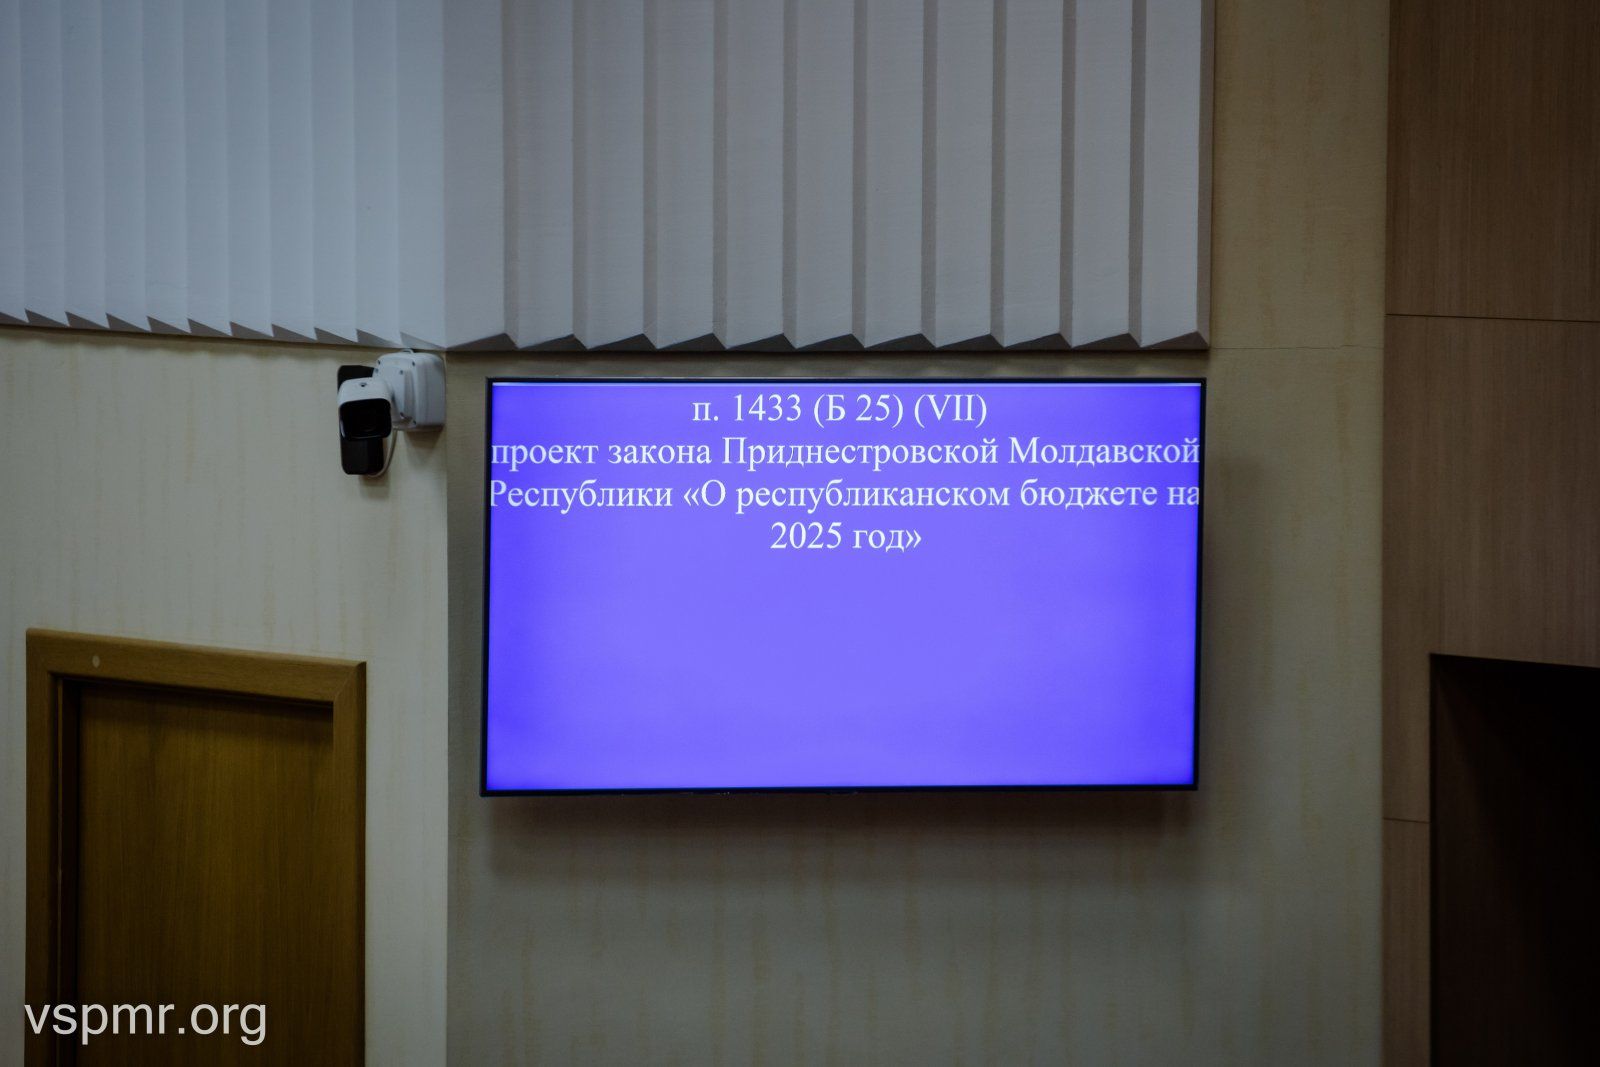 п. 1433 (Б 25) (VII)
проект закона Приднестровской Молдавской
Республики «О республиканском бюджете на
2025 год»
vspmr.org